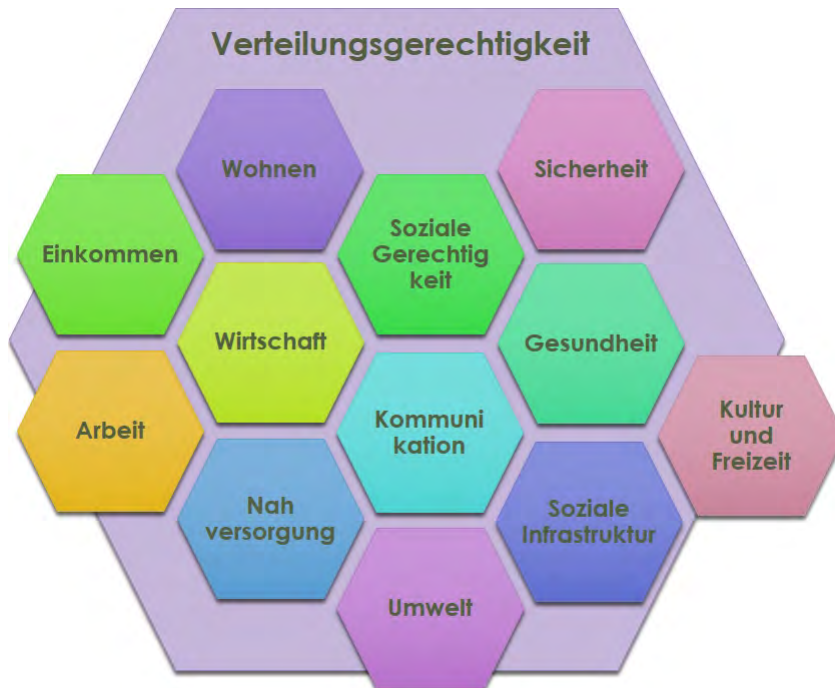 Verteilungsgerechtigkeit
Wohnen
Sicherheit
Einkommen
Soziale
Gerechtig
keit
Wirtschaft
Gesundheit
Arbeit
Kommuni
kation
Kultur
und
Freizeit
Nah
versorgung
Soziale
Infrastruktur
Umwelt